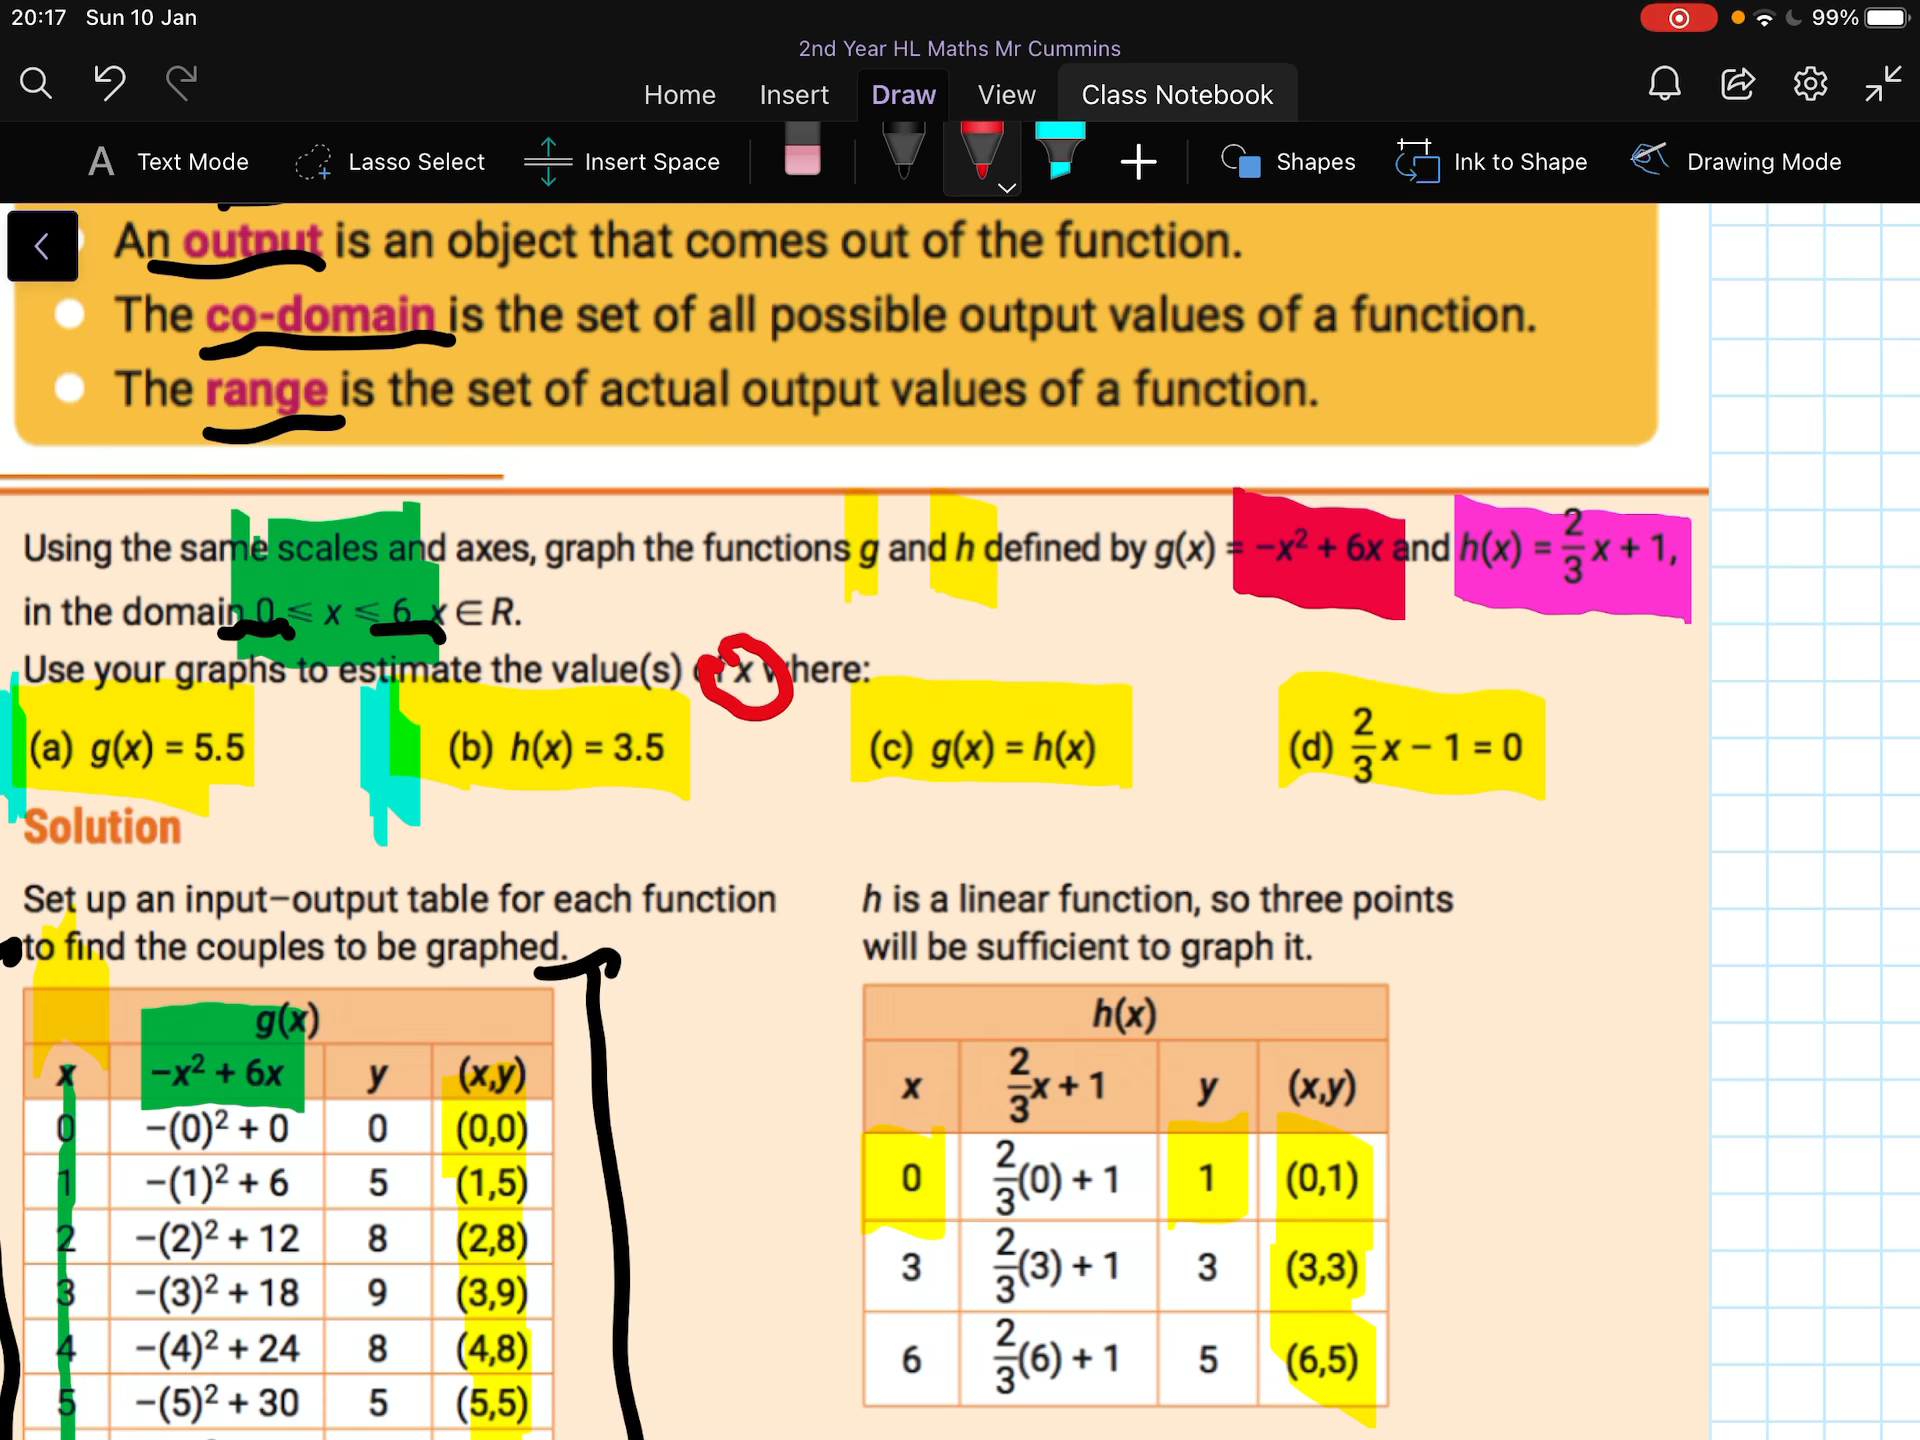 20:17 Sun 10 Jan
99%
2nd Year HL Maths Mr Cummins
Home Insert Draw View Class Notebook
Text Mode Lasso Select Insert Space Shapes Ink to Shape Drawing Mode
An output is an object that comes out of the function.
The co-domain is the set of all possible output values of a function.
The range is the set of actual output values of a function.
Using the same scales and axes, graph the functions g and h defined by g(x) = −x² + 6x and h(x) = 2/3 x + 1,
in the domain 0 ⩽ x ⩽ 6 x ∈ R.
Use your graphs to estimate the value(s) of x where:
(a) g(x) = 5.5 (b) h(x) = 3.5 (c) g(x) = h(x) (d) 2/3 x − 1 = 0
Solution
Set up an input–output table for each function
to find the couples to be graphed.
g(x)
x −x² + 6x y (x,y)
0 −(0)² + 0 0 (0,0)
1 −(1)² + 6 5 (1,5)
2 −(2)² + 12 8 (2,8)
3 −(3)² + 18 9 (3,9)
4 −(4)² + 24 8 (4,8)
5 −(5)² + 30 5 (5,5)
h is a linear function, so three points
will be sufficient to graph it.
h(x)
x 2/3 x + 1 y (x,y)
0 2/3 (0) + 1 1 (0,1)
3 2/3 (3) + 1 3 (3,3)
6 2/3 (6) + 1 5 (6,5)